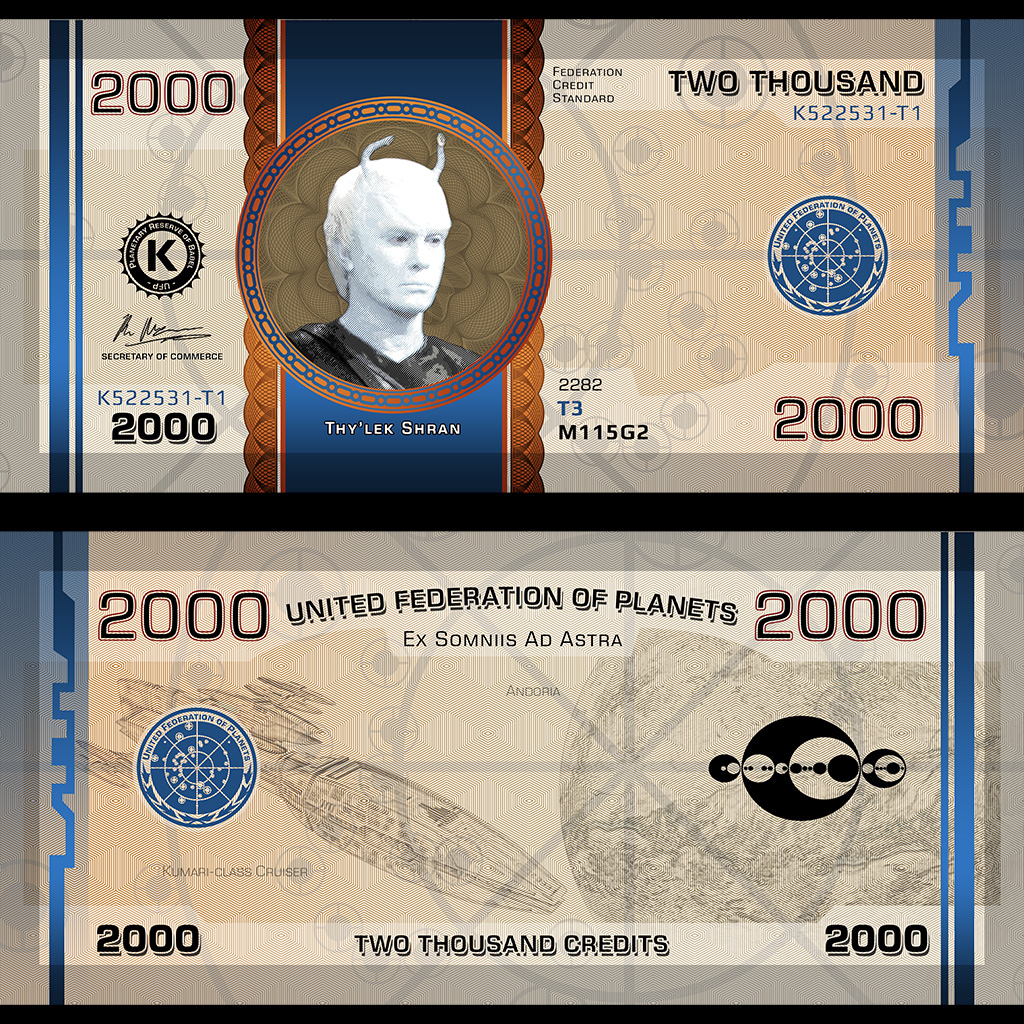 2000
FEDERATION
CREDIT
STANDARD
TWO THOUSAND
K522531-T1
UNITED FEDERATION OF PLANETS
PLANETARY RESERVE OF BABEL
K
· UFP ·
SECRETARY OF COMMERCE
K522531-T1
2000
THY'LEK SHRAN
2282
T3
M115G2
2000
2000
UNITED FEDERATION OF PLANETS
2000
EX SOMNIIS AD ASTRA
ANDORIA
UNITED FEDERATION OF PLANETS
KUMARI-CLASS CRUISER
2000
TWO THOUSAND CREDITS
2000